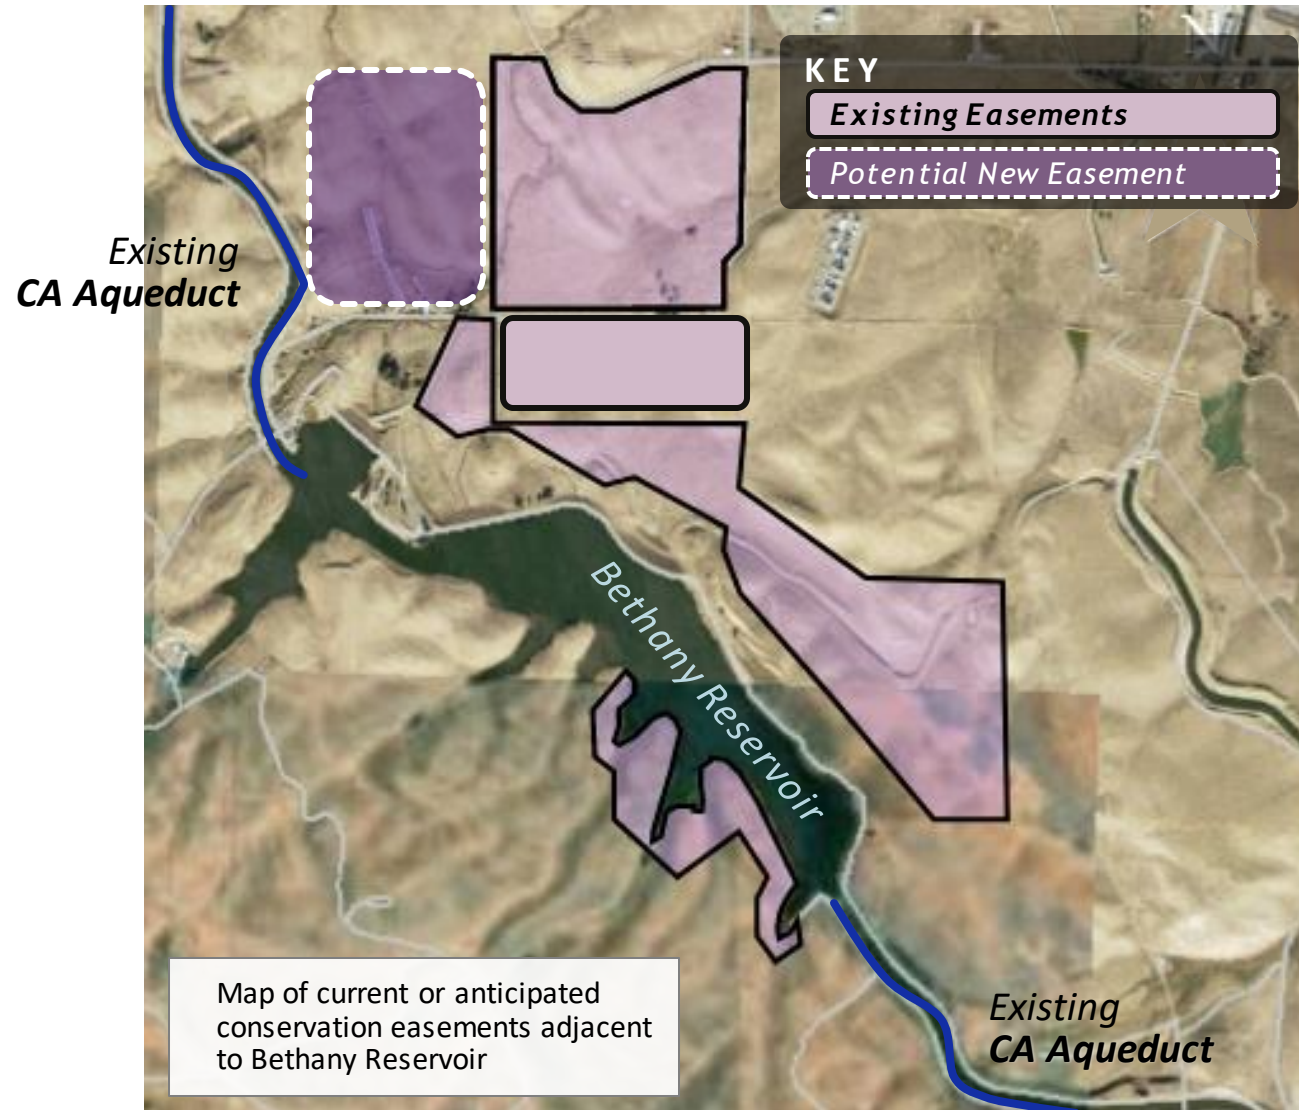 KEY
Existing Easements
Potential New Easement
Existing
CA Aqueduct
Bethany Reservoir
Map of current or anticipated
conservation easements adjacent
to Bethany Reservoir
Existing
CA Aqueduct